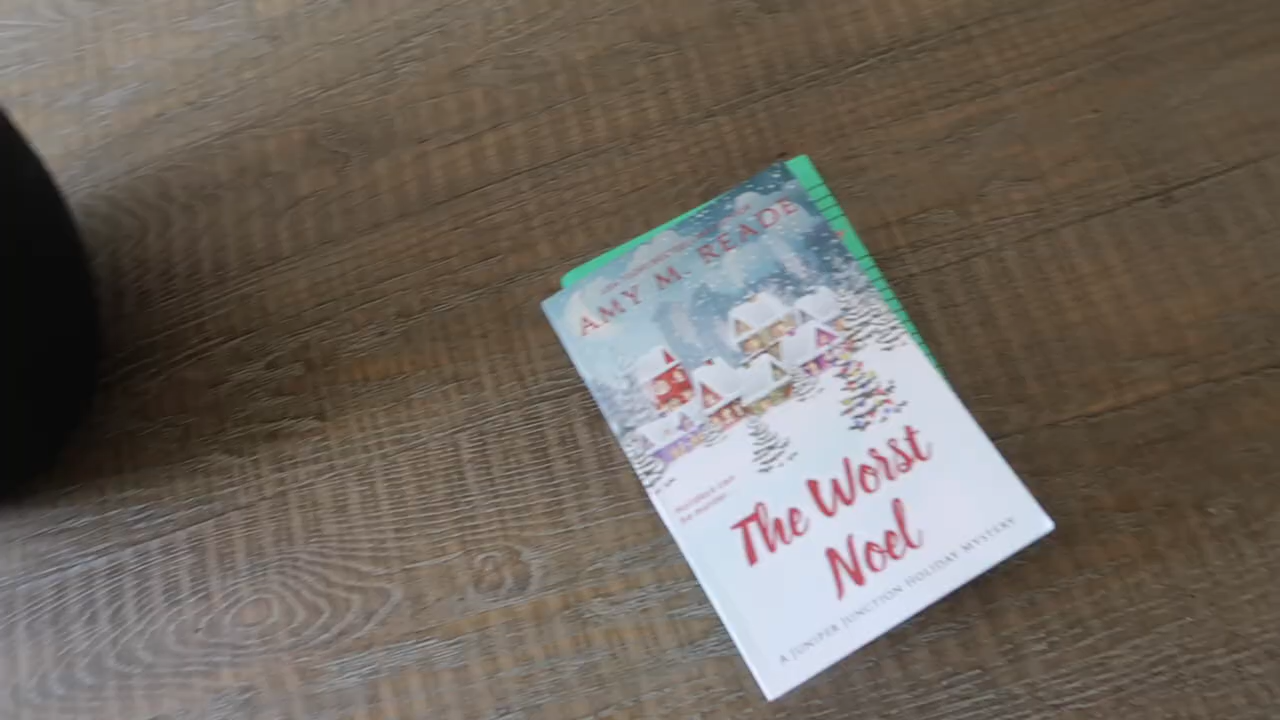 AMY M. READE
The Worst
Noel
A JUNIPER JUNCTION HOLIDAY MYSTERY